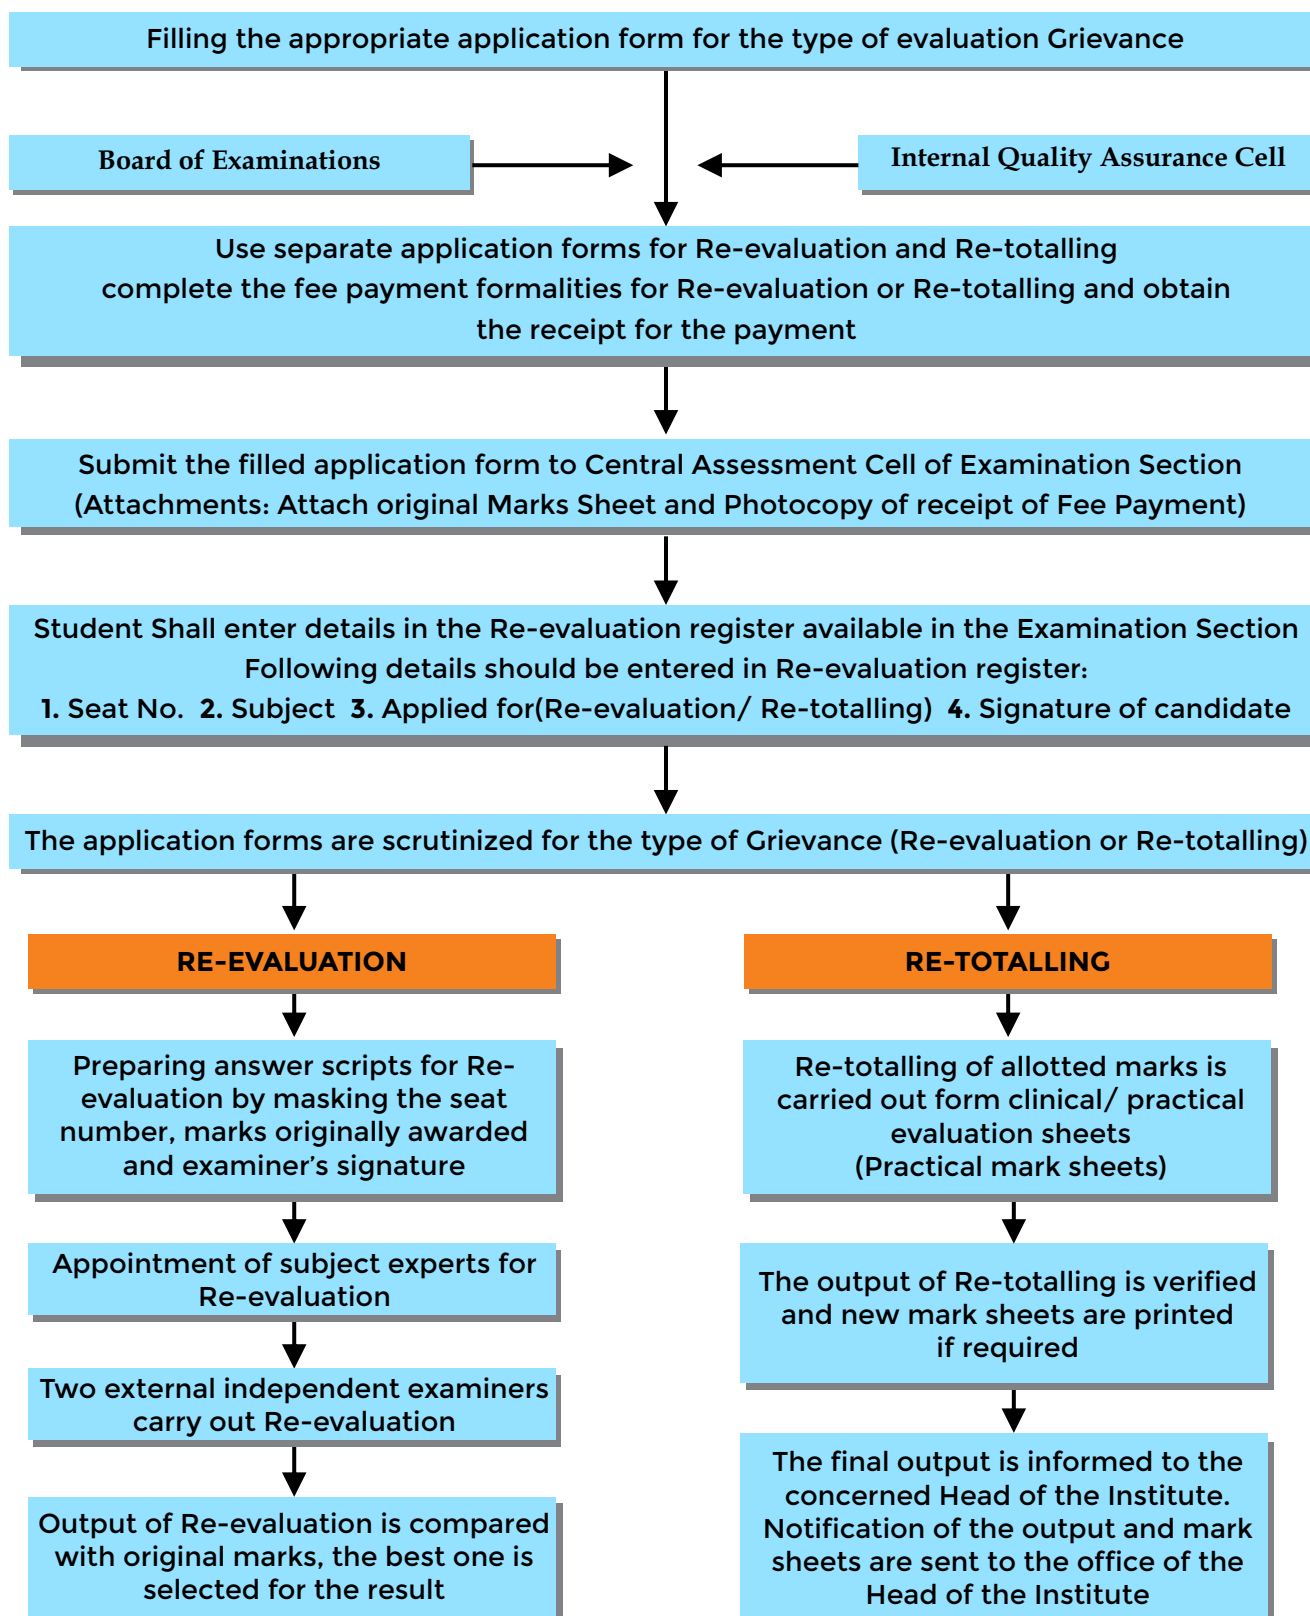 Filling the appropriate application form for the type of evaluation Grievance
Board of Examinations
Internal Quality Assurance Cell
Use separate application forms for Re-evaluation and Re-totalling
complete the fee payment formalities for Re-evaluation or Re-totalling and obtain
the receipt for the payment
Submit the filled application form to Central Assessment Cell of Examination Section
(Attachments: Attach original Marks Sheet and Photocopy of receipt of Fee Payment)
Student Shall enter details in the Re-evaluation register available in the Examination Section
Following details should be entered in Re-evaluation register:
1. Seat No. 2. Subject 3. Applied for(Re-evaluation/ Re-totalling) 4. Signature of candidate
The application forms are scrutinized for the type of Grievance (Re-evaluation or Re-totalling)
RE-EVALUATION
Preparing answer scripts for Re-
evaluation by masking the seat
number, marks originally awarded
and examiner’s signature
Appointment of subject experts for
Re-evaluation
Two external independent examiners
carry out Re-evaluation
Output of Re-evaluation is compared
with original marks, the best one is
selected for the result
RE-TOTALLING
Re-totalling of allotted marks is
carried out form clinical/ practical
evaluation sheets
(Practical mark sheets)
The output of Re-totalling is verified
and new mark sheets are printed
if required
The final output is informed to the
concerned Head of the Institute.
Notification of the output and mark
sheets are sent to the office of the
Head of the Institute